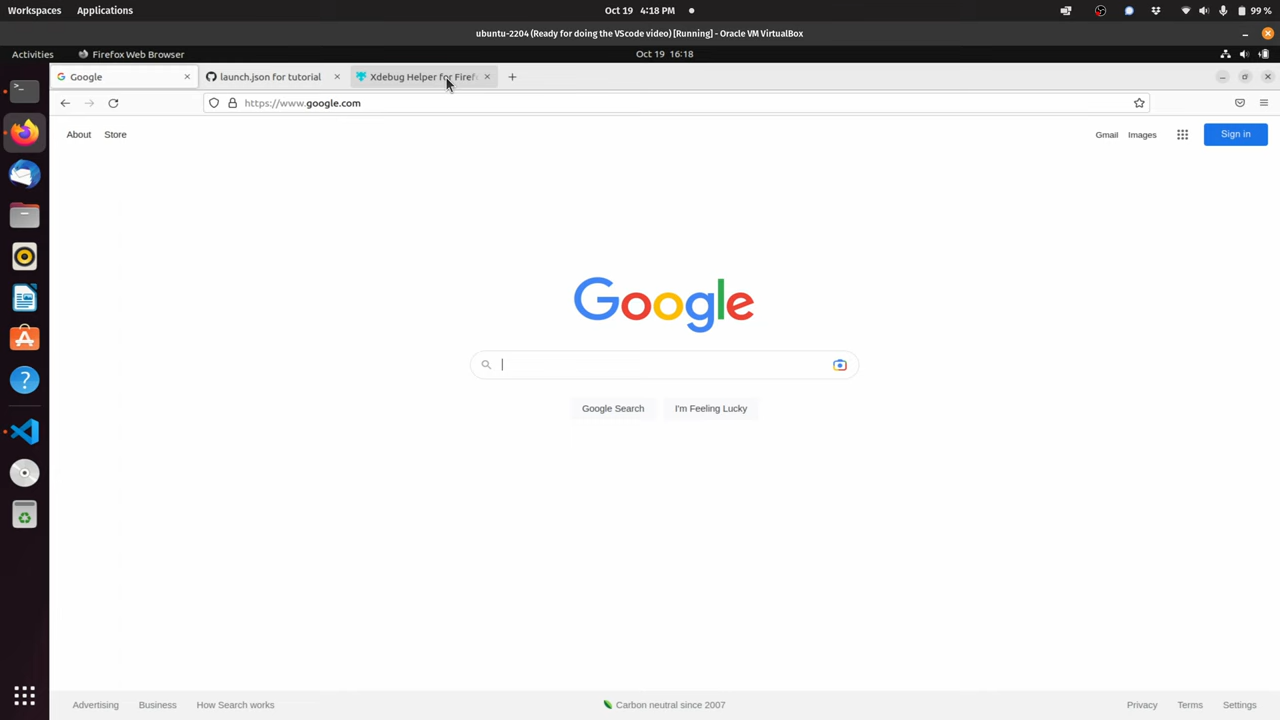 Workspaces Applications Oct 19 4:18 PM 99 %
ubuntu-2204 (Ready for doing the VScode video) [Running] - Oracle VM VirtualBox
Activities Firefox Web Browser Oct 19 16:18
Google launch.json for tutorial Xdebug Helper for Firef
https://www.google.com
About Store Gmail Images Sign in
Google
Google Search I'm Feeling Lucky
Advertising Business How Search works Carbon neutral since 2007 Privacy Terms Settings